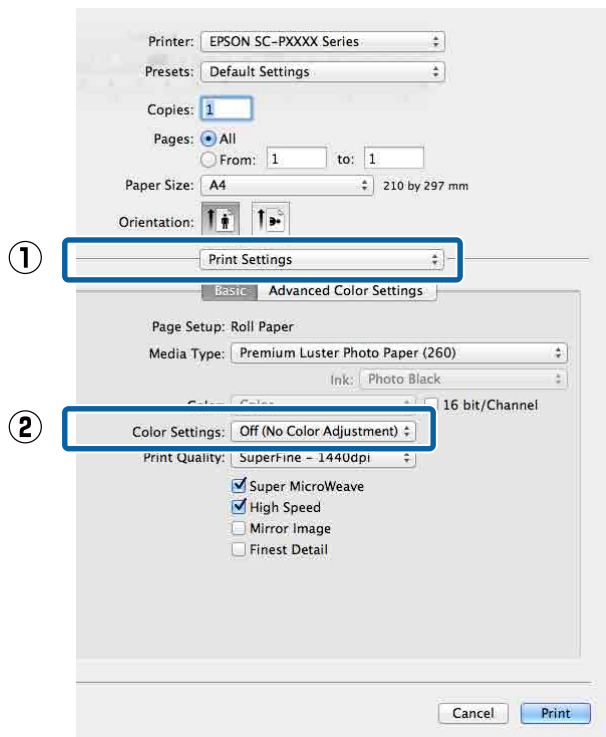 Printer: EPSON SC-PXXXX Series
Presets: Default Settings
Copies: 1
Pages: All
From: 1 to: 1
Paper Size: A4 210 by 297 mm
Orientation:
① Print Settings
Basic Advanced Color Settings
Page Setup: Roll Paper
Media Type: Premium Luster Photo Paper (260)
Ink: Photo Black
Color: Color 16 bit/Channel
② Color Settings: Off (No Color Adjustment)
Print Quality: SuperFine – 1440dpi
Super MicroWeave
High Speed
Mirror Image
Finest Detail
Cancel Print